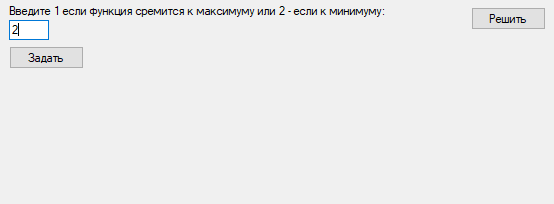 Введите 1 если функция сремится к максимуму или 2 - если к минимуму:
Решить
2
Задать